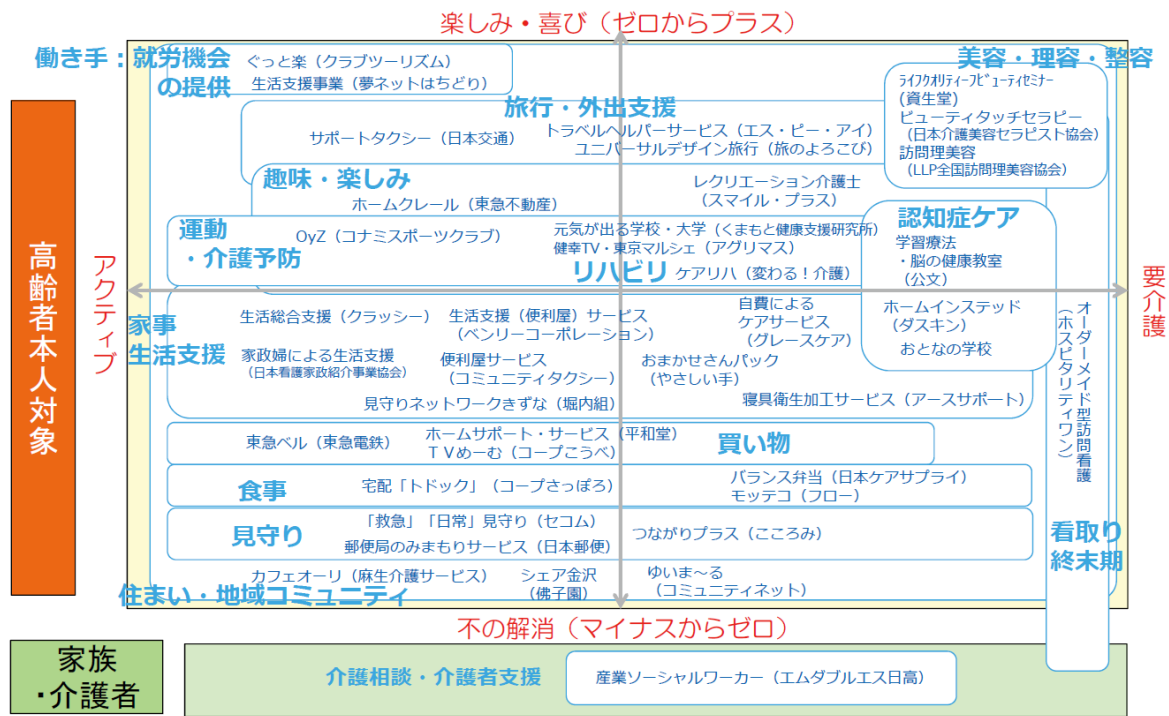 楽しみ・喜び（ゼロからプラス）
働き手：就労機会
の提供
ぐっと楽（クラブツーリズム）
生活支援事業（夢ネットはちどり）
美容・理容・整容
ﾗｲﾌｸｵﾘﾃｨｰﾌﾞﾋﾞｭｰﾃｨｾﾐﾅｰ
(資生堂)
ビューティタッチセラピー
（日本介護美容セラピスト協会）
訪問理美容
（LLP全国訪問理美容協会）
旅行・外出支援
サポートタクシー（日本交通）
トラベルヘルパーサービス（エス・ピー・アイ）
ユニバーサルデザイン旅行（旅のよろこび）
趣味・楽しみ
ホームクレール（東急不動産）
レクリエーション介護士
（スマイル・プラス）
運動
・介護予防
OyZ（コナミスポーツクラブ）
元気が出る学校・大学（くまもと健康支援研究所）
健幸TV・東京マルシェ（アグリマス）
リハビリ
ケアリハ（変わる！介護）
認知症ケア
学習療法
・脳の健康教室
（公文）
ホームインステッド
（ダスキン）
おとなの学校
高齢者本人対象
アクティブ
要介護
家事
生活支援
生活総合支援（クラッシー）
生活支援（便利屋）サービス
（ベンリーコーポレーション）
自費による
ケアサービス
（グレースケア）
家政婦による生活支援
（日本看護家政紹介事業協会）
便利屋サービス
（コミュニティタクシー）
おまかせさんパック
（やさしい手）
見守りネットワークきずな（堀内組）
寝具衛生加工サービス（アースサポート）
オーダーメイド型訪問看護
（ホスピタリティワン）
東急ベル（東急電鉄）
ホームサポート・サービス（平和堂）
ＴＶめーむ（コープこうべ）
買い物
食事
宅配「トドック」（コープさっぽろ）
バランス弁当（日本ケアサプライ）
モッテコ（フロー）
見守り
「救急」「日常」見守り（セコム）
郵便局のみまもりサービス（日本郵便）
つながりプラス（こころみ）
看取り
終末期
カフェオーリ（麻生介護サービス）
シェア金沢
（佛子園）
ゆいま～る
（コミュニティネット）
住まい・地域コミュニティ
不の解消（マイナスからゼロ）
家族
・介護者
介護相談・介護者支援
産業ソーシャルワーカー（エムダブルエス日高）